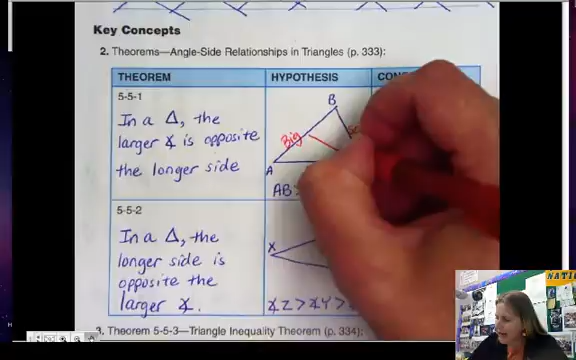 Key Concepts
2. Theorems—Angle-Side Relationships in Triangles (p. 333):
THEOREM HYPOTHESIS
5-5-1
In a Δ, the
larger ∡ is opposite
the longer side
B
Big
A
AB
5-5-2
In a Δ, the
longer side is
opposite the
larger ∡.
X
∡Z > ∡Y >
3. Theorem 5-5-3—Triangle Inequality Theorem (p. 334):